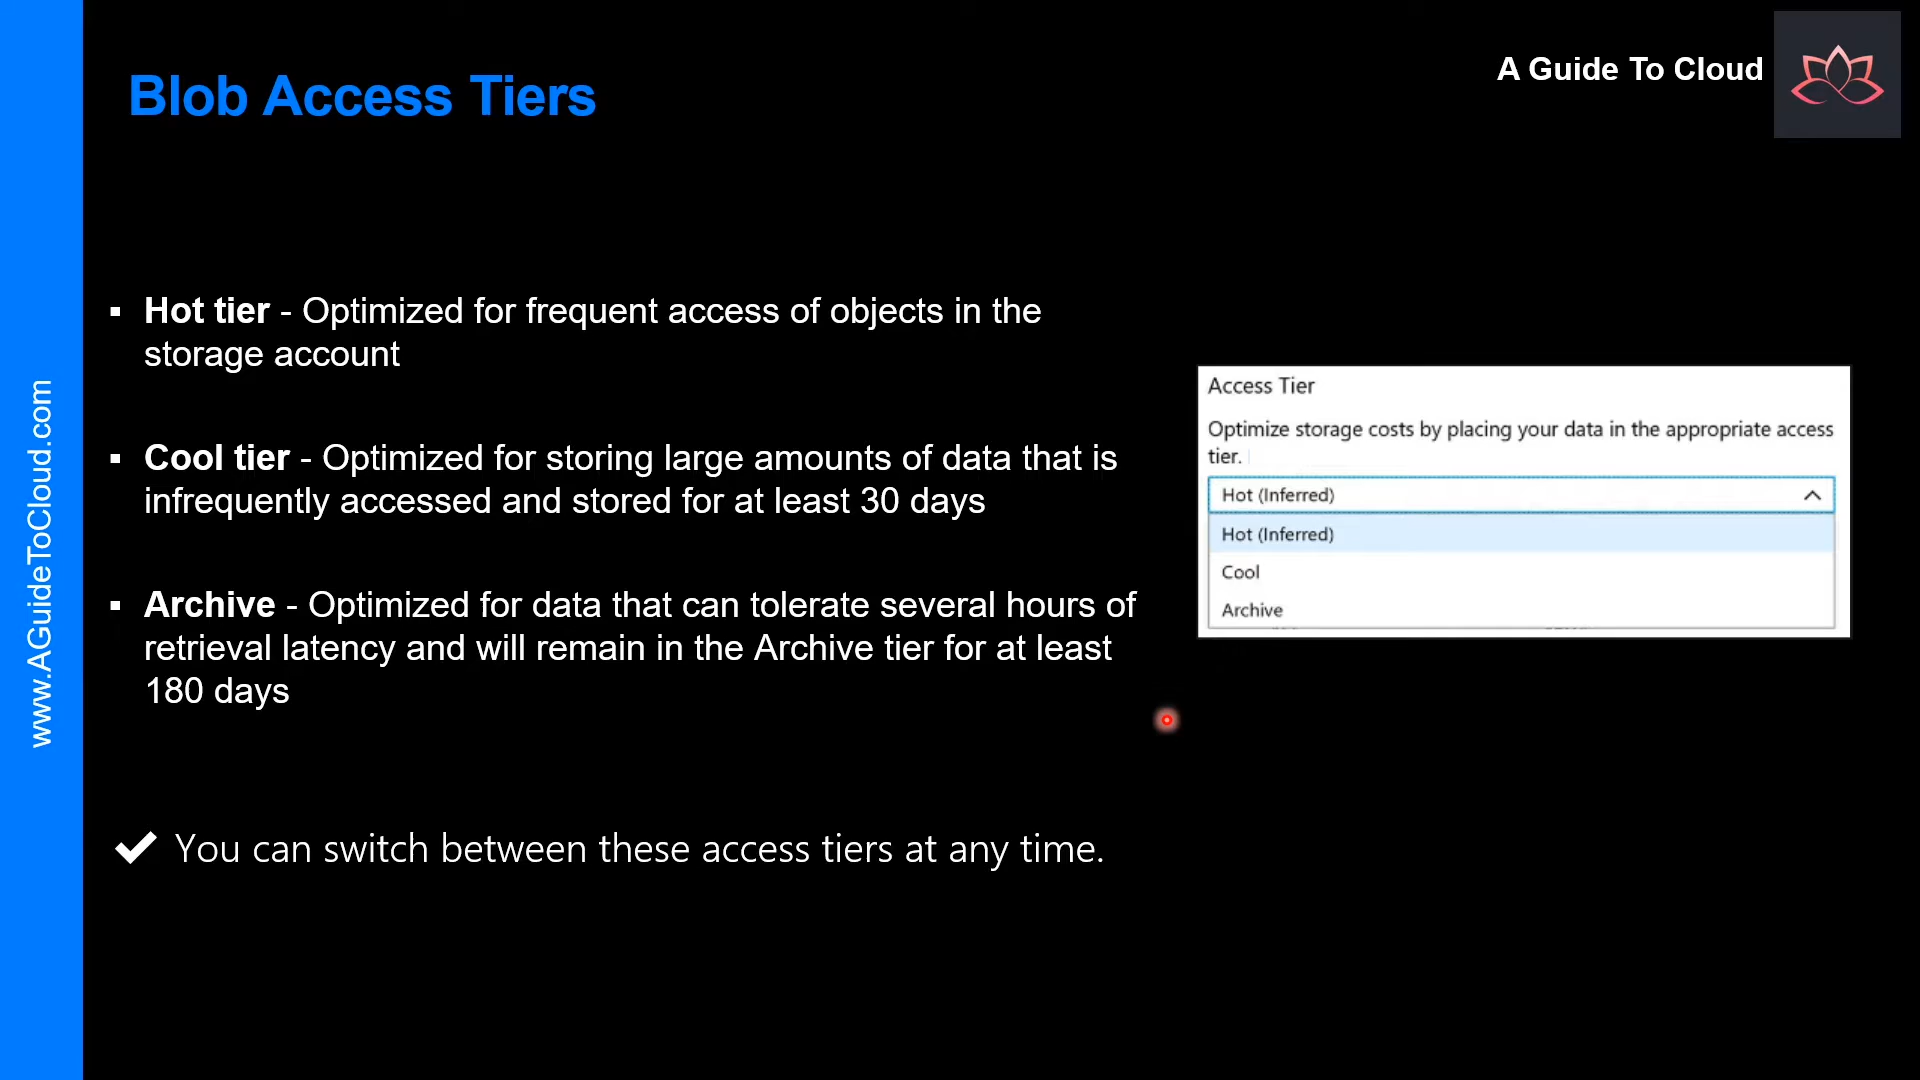 Blob Access Tiers
A Guide To Cloud
www.AGuideToCloud.com
▪ Hot tier - Optimized for frequent access of objects in the
storage account
▪ Cool tier - Optimized for storing large amounts of data that is
infrequently accessed and stored for at least 30 days
▪ Archive - Optimized for data that can tolerate several hours of
retrieval latency and will remain in the Archive tier for at least
180 days
✔ You can switch between these access tiers at any time.
Access Tier
Optimize storage costs by placing your data in the appropriate access
tier.
Hot (Inferred)
Hot (Inferred)
Cool
Archive